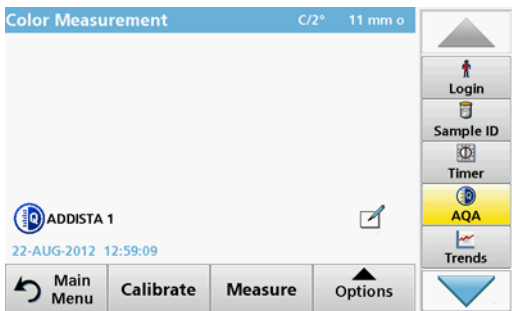 Color Measurement C/2° 11 mm o
Login
Sample ID
Timer
AQA
Trends
ADDISTA 1
22-AUG-2012 12:59:09
Main Menu
Calibrate
Measure
Options